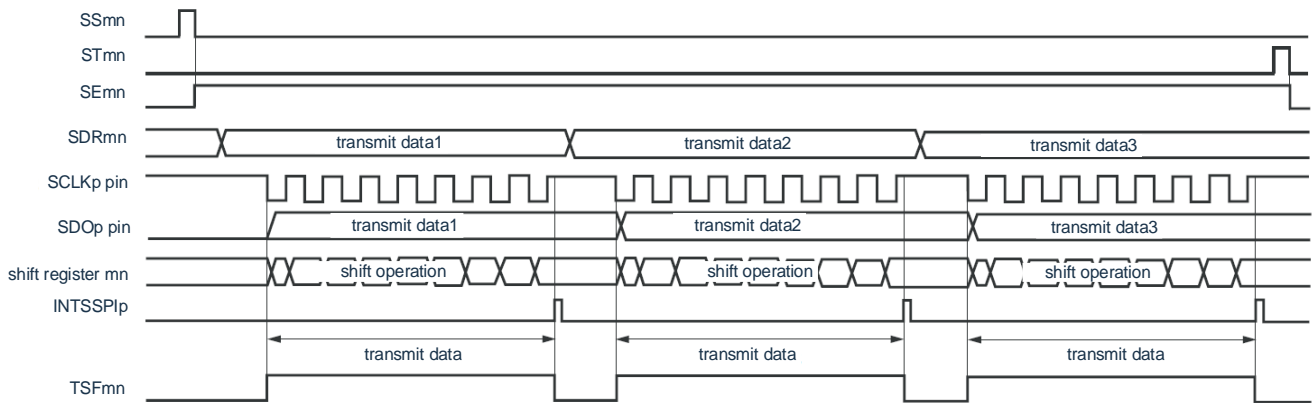 SSmn
STmn
SEmn
SDRmn transmit data1 transmit data2 transmit data3
SCLKp pin
SDOp pin transmit data1 transmit data2 transmit data3
shift register mn shift operation shift operation shift operation
INTSSPIp
transmit data transmit data transmit data
TSFmn